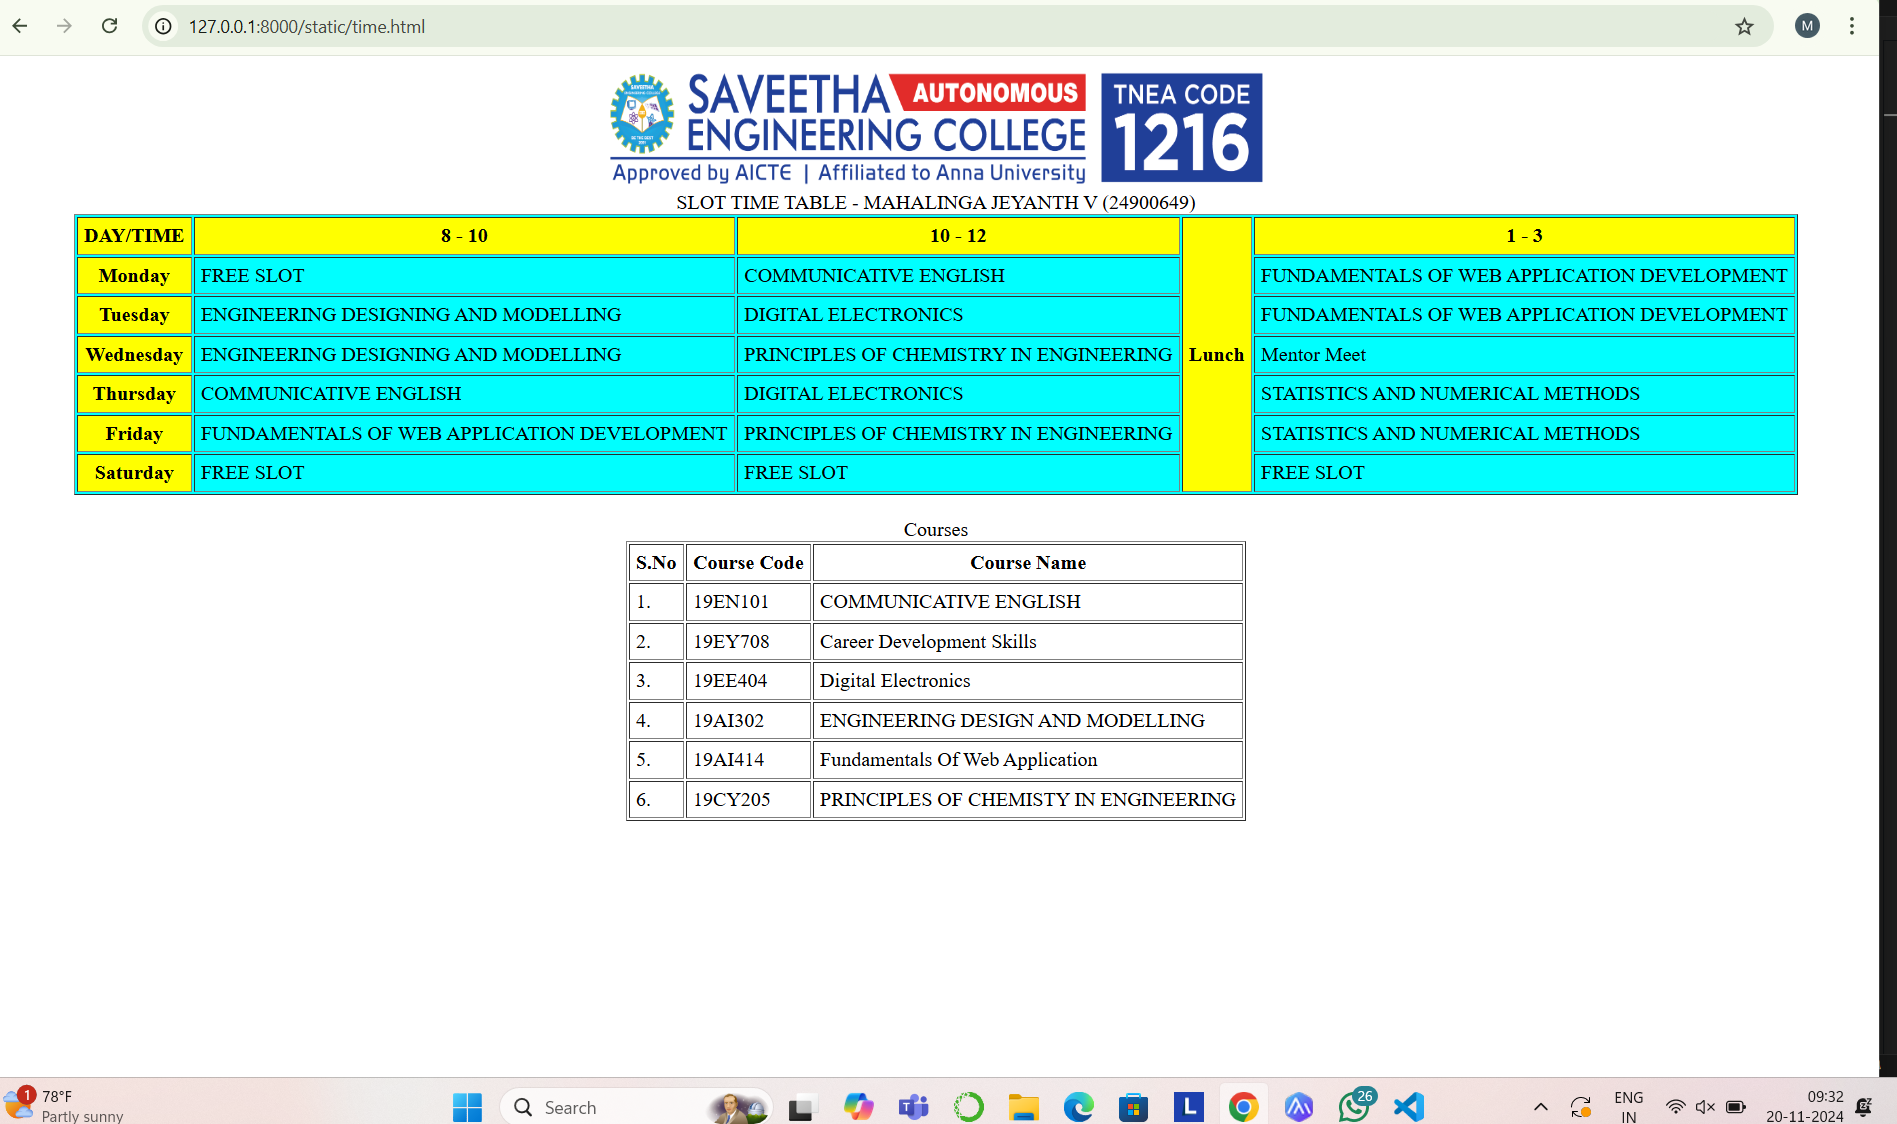 127.0.0.1:8000/static/time.html
M
SAVEETHA AUTONOMOUS
ENGINEERING COLLEGE
Approved by AICTE | Affiliated to Anna University
TNEA CODE
1216
SLOT TIME TABLE - MAHALINGA JEYANTH V (24900649)
DAY/TIME 8 - 10 10 - 12 Lunch 1 - 3
Monday FREE SLOT COMMUNICATIVE ENGLISH FUNDAMENTALS OF WEB APPLICATION DEVELOPMENT
Tuesday ENGINEERING DESIGNING AND MODELLING DIGITAL ELECTRONICS FUNDAMENTALS OF WEB APPLICATION DEVELOPMENT
Wednesday ENGINEERING DESIGNING AND MODELLING PRINCIPLES OF CHEMISTRY IN ENGINEERING Mentor Meet
Thursday COMMUNICATIVE ENGLISH DIGITAL ELECTRONICS STATISTICS AND NUMERICAL METHODS
Friday FUNDAMENTALS OF WEB APPLICATION DEVELOPMENT PRINCIPLES OF CHEMISTRY IN ENGINEERING STATISTICS AND NUMERICAL METHODS
Saturday FREE SLOT FREE SLOT FREE SLOT
Courses
S.No Course Code Course Name
1. 19EN101 COMMUNICATIVE ENGLISH
2. 19EY708 Career Development Skills
3. 19EE404 Digital Electronics
4. 19AI302 ENGINEERING DESIGN AND MODELLING
5. 19AI414 Fundamentals Of Web Application
6. 19CY205 PRINCIPLES OF CHEMISTY IN ENGINEERING
1
78°F
Partly sunny
Search
26
ENG
IN
09:32
20-11-2024